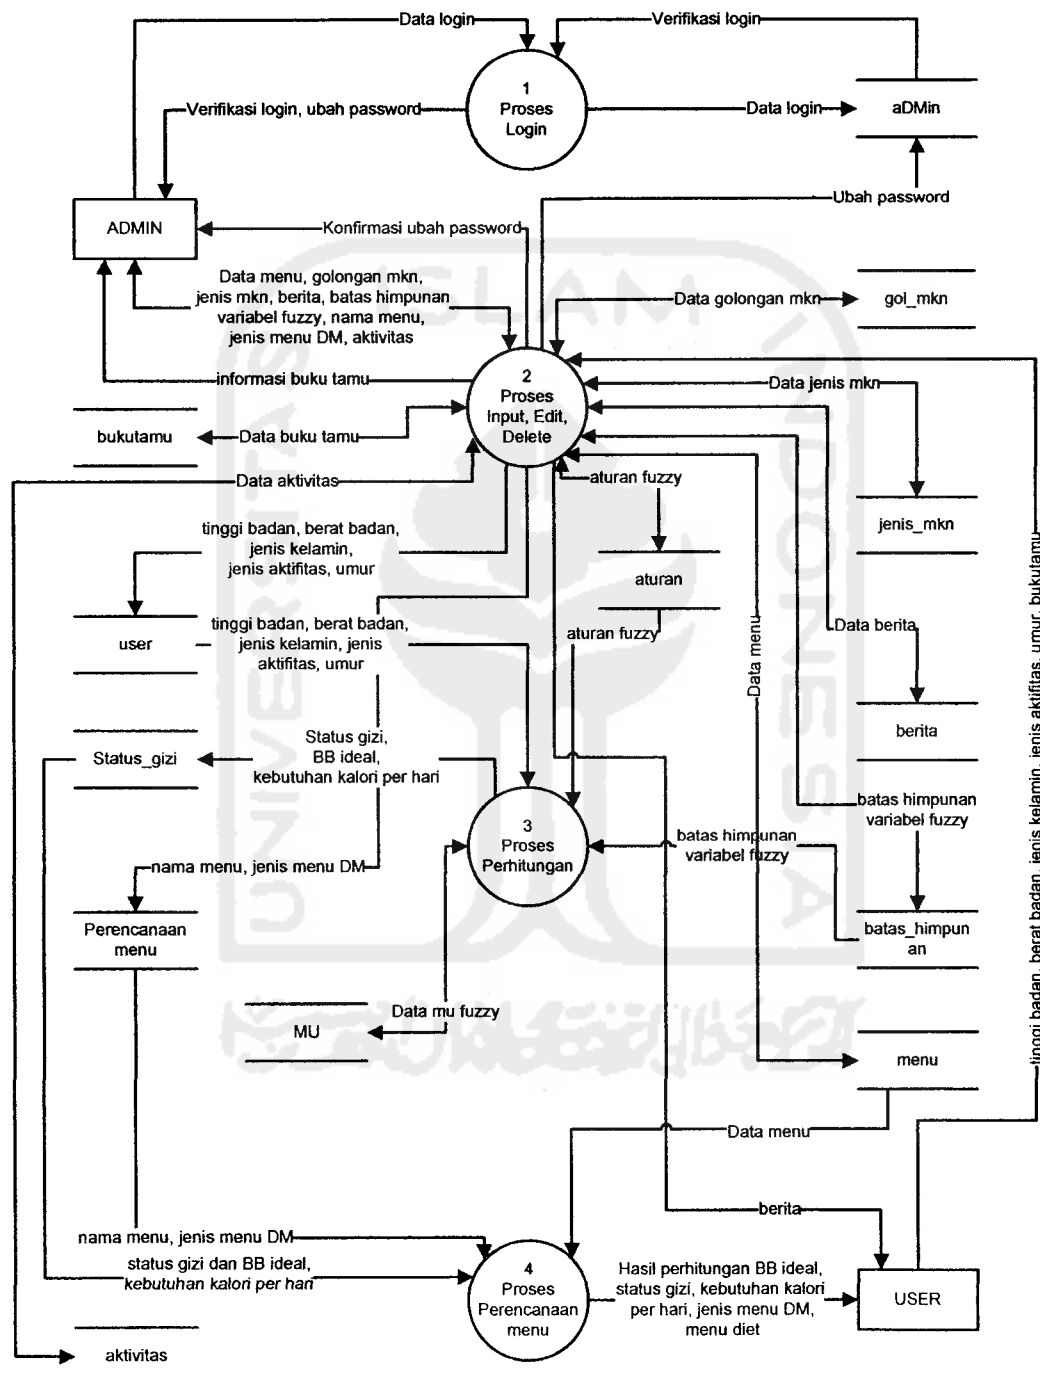 Data login
Verifikasi login
1
Proses
Login
Verifikasi login, ubah password
Data login
aDMin
Ubah password
ADMIN
Konfirmasi ubah password
Data menu, golongan mkn,
jenis mkn, berita, batas himpunan
variabel fuzzy, nama menu,
jenis menu DM, aktivitas
Data golongan mkn
gol_mkn
informasi buku tamu
2
Proses
Input, Edit,
Delete
Data jenis mkn
bukutamu
Data buku tamu
Data aktivitas
aturan fuzzy
jenis_mkn
tinggi badan, berat badan,
jenis kelamin,
jenis aktifitas, umur
aturan
user
tinggi badan, berat badan,
jenis kelamin, jenis
aktifitas, umur
aturan fuzzy
Data menu
Data berita
berita
tinggi badan, berat badan, jenis kelamin, jenis aktifitas, umur, bukutamu
Status_gizi
Status gizi,
BB ideal,
kebutuhan kalori per hari
3
Proses
Perhitungan
batas himpunan
variabel fuzzy
batas himpunan
variabel fuzzy
nama menu, jenis menu DM
Perencanaan
menu
batas_himpun
an
MU
Data mu fuzzy
menu
Data menu
berita
nama menu, jenis menu DM
status gizi dan BB ideal,
kebutuhan kalori per hari
4
Proses
Perencanaan
menu
Hasil perhitungan BB ideal,
status gizi, kebutuhan kalori
per hari, jenis menu DM,
menu diet
USER
aktivitas
UNIVERSITAS
ISLAM
INDONESIA